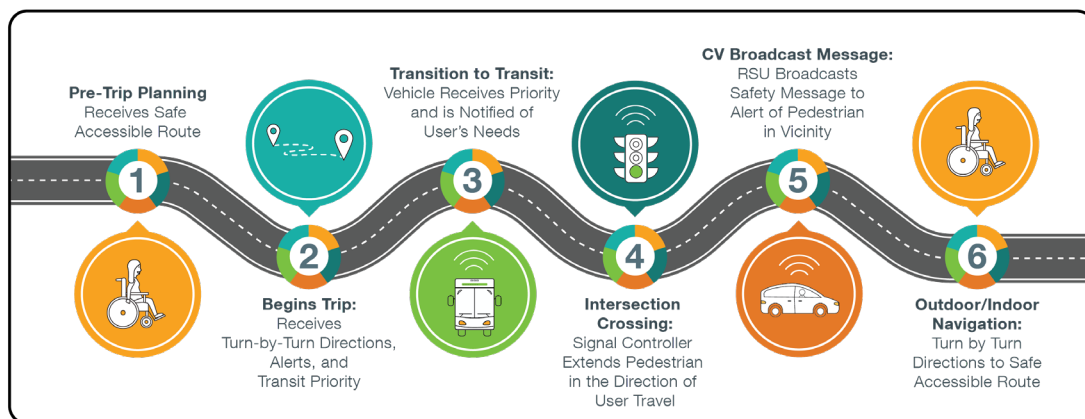 Pre-Trip Planning
Receives Safe
Accessible Route
1
2
Begins Trip:
Receives
Turn-by-Turn Directions,
Alerts, and
Transit Priority
Transition to Transit:
Vehicle Receives Priority
and is Notified of
User's Needs
3
4
Intersection
Crossing:
Signal Controller
Extends Pedestrian
in the Direction of
User Travel
CV Broadcast Message:
RSU Broadcasts
Safety Message to
Alert of Pedestrian
in Vicinity
5
6
Outdoor/Indoor
Navigation:
Turn by Turn
Directions to Safe
Accessible Route